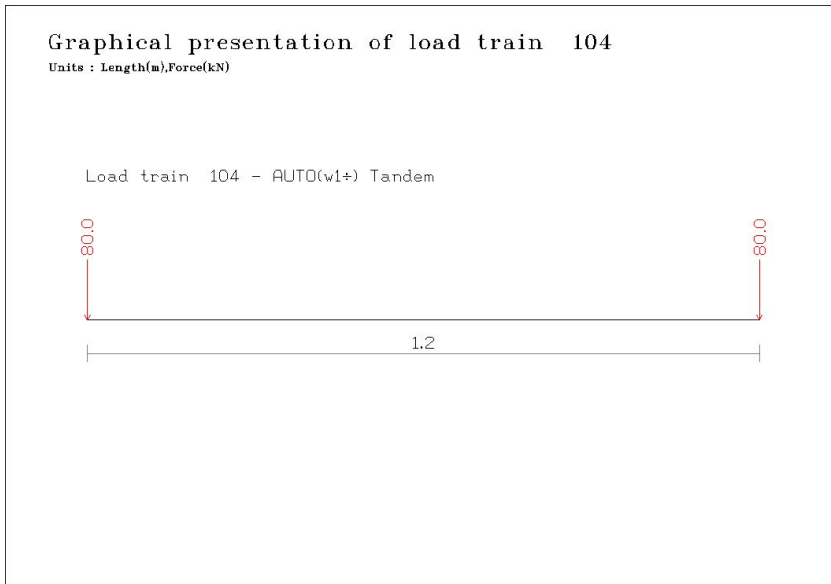 Graphical presentation of load train 104
Units : Length(m),Force(kN)
Load train 104 - AUTO(w1÷) Tandem
80.0
80.0
1.2